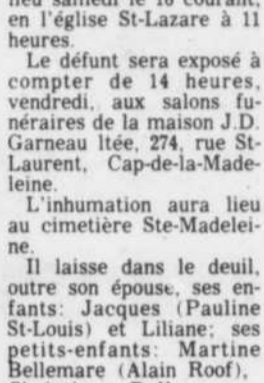 lieu samedi le 16 courant,
en l'église St-Lazare à 11
heures.
Le défunt sera exposé à
compter de 14 heures,
vendredi, aux salons fu-
néraires de la maison J.D.
Garneau ltée, 274, rue St-
Laurent, Cap-de-la-Made-
leine.
L'inhumation aura lieu
au cimetière Ste-Madelei-
ne.
Il laisse dans le deuil,
outre son épouse, ses en-
fants: Jacques (Pauline
St-Louis) et Liliane; ses
petits-enfants: Martine
Bellemare (Alain Roof),